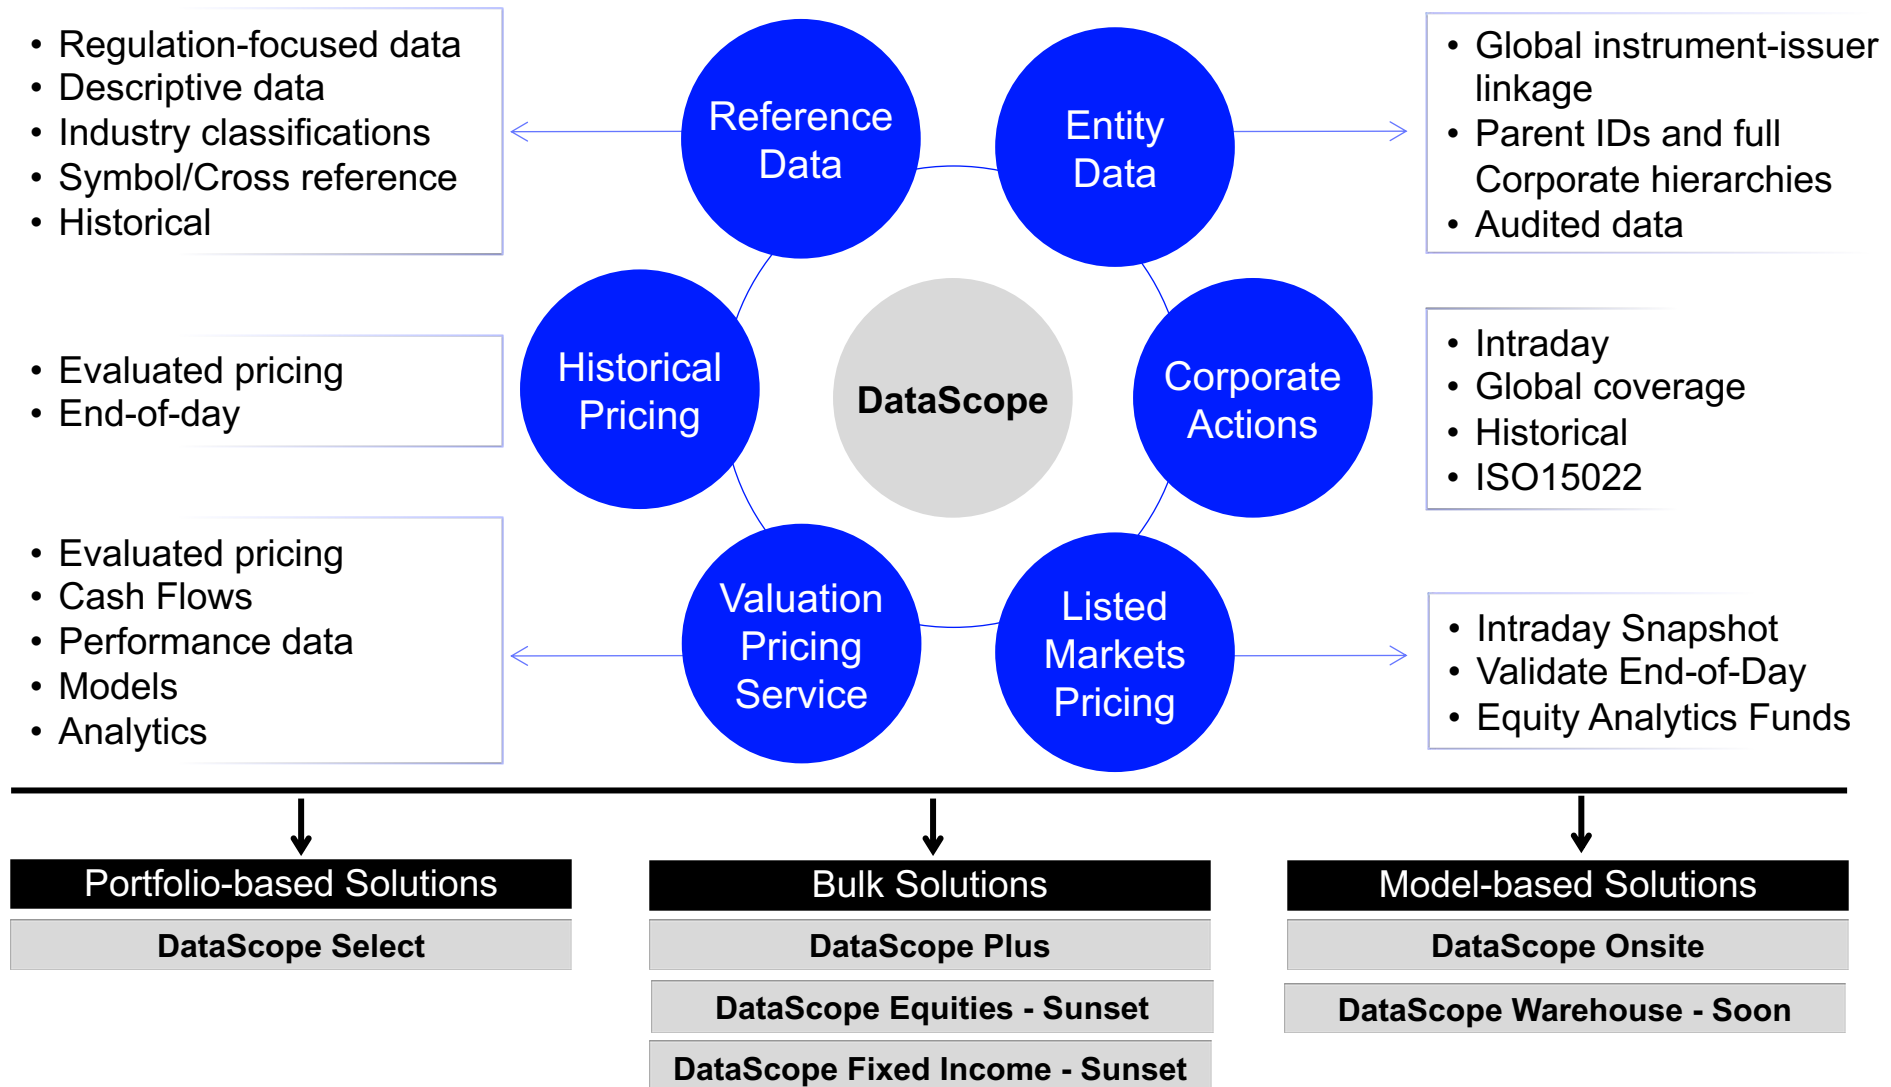 • Regulation-focused data
• Descriptive data
• Industry classifications
• Symbol/Cross reference
• Historical
Reference
Data
Entity
Data
• Global instrument-issuer
linkage
• Parent IDs and full
Corporate hierarchies
• Audited data
• Evaluated pricing
• End-of-day
Historical
Pricing
DataScope
Corporate
Actions
• Intraday
• Global coverage
• Historical
• ISO15022
• Evaluated pricing
• Cash Flows
• Performance data
• Models
• Analytics
Valuation
Pricing
Service
Listed
Markets
Pricing
• Intraday Snapshot
• Validate End-of-Day
• Equity Analytics Funds
Portfolio-based Solutions
DataScope Select
Bulk Solutions
DataScope Plus
DataScope Equities - Sunset
DataScope Fixed Income - Sunset
Model-based Solutions
DataScope Onsite
DataScope Warehouse - Soon